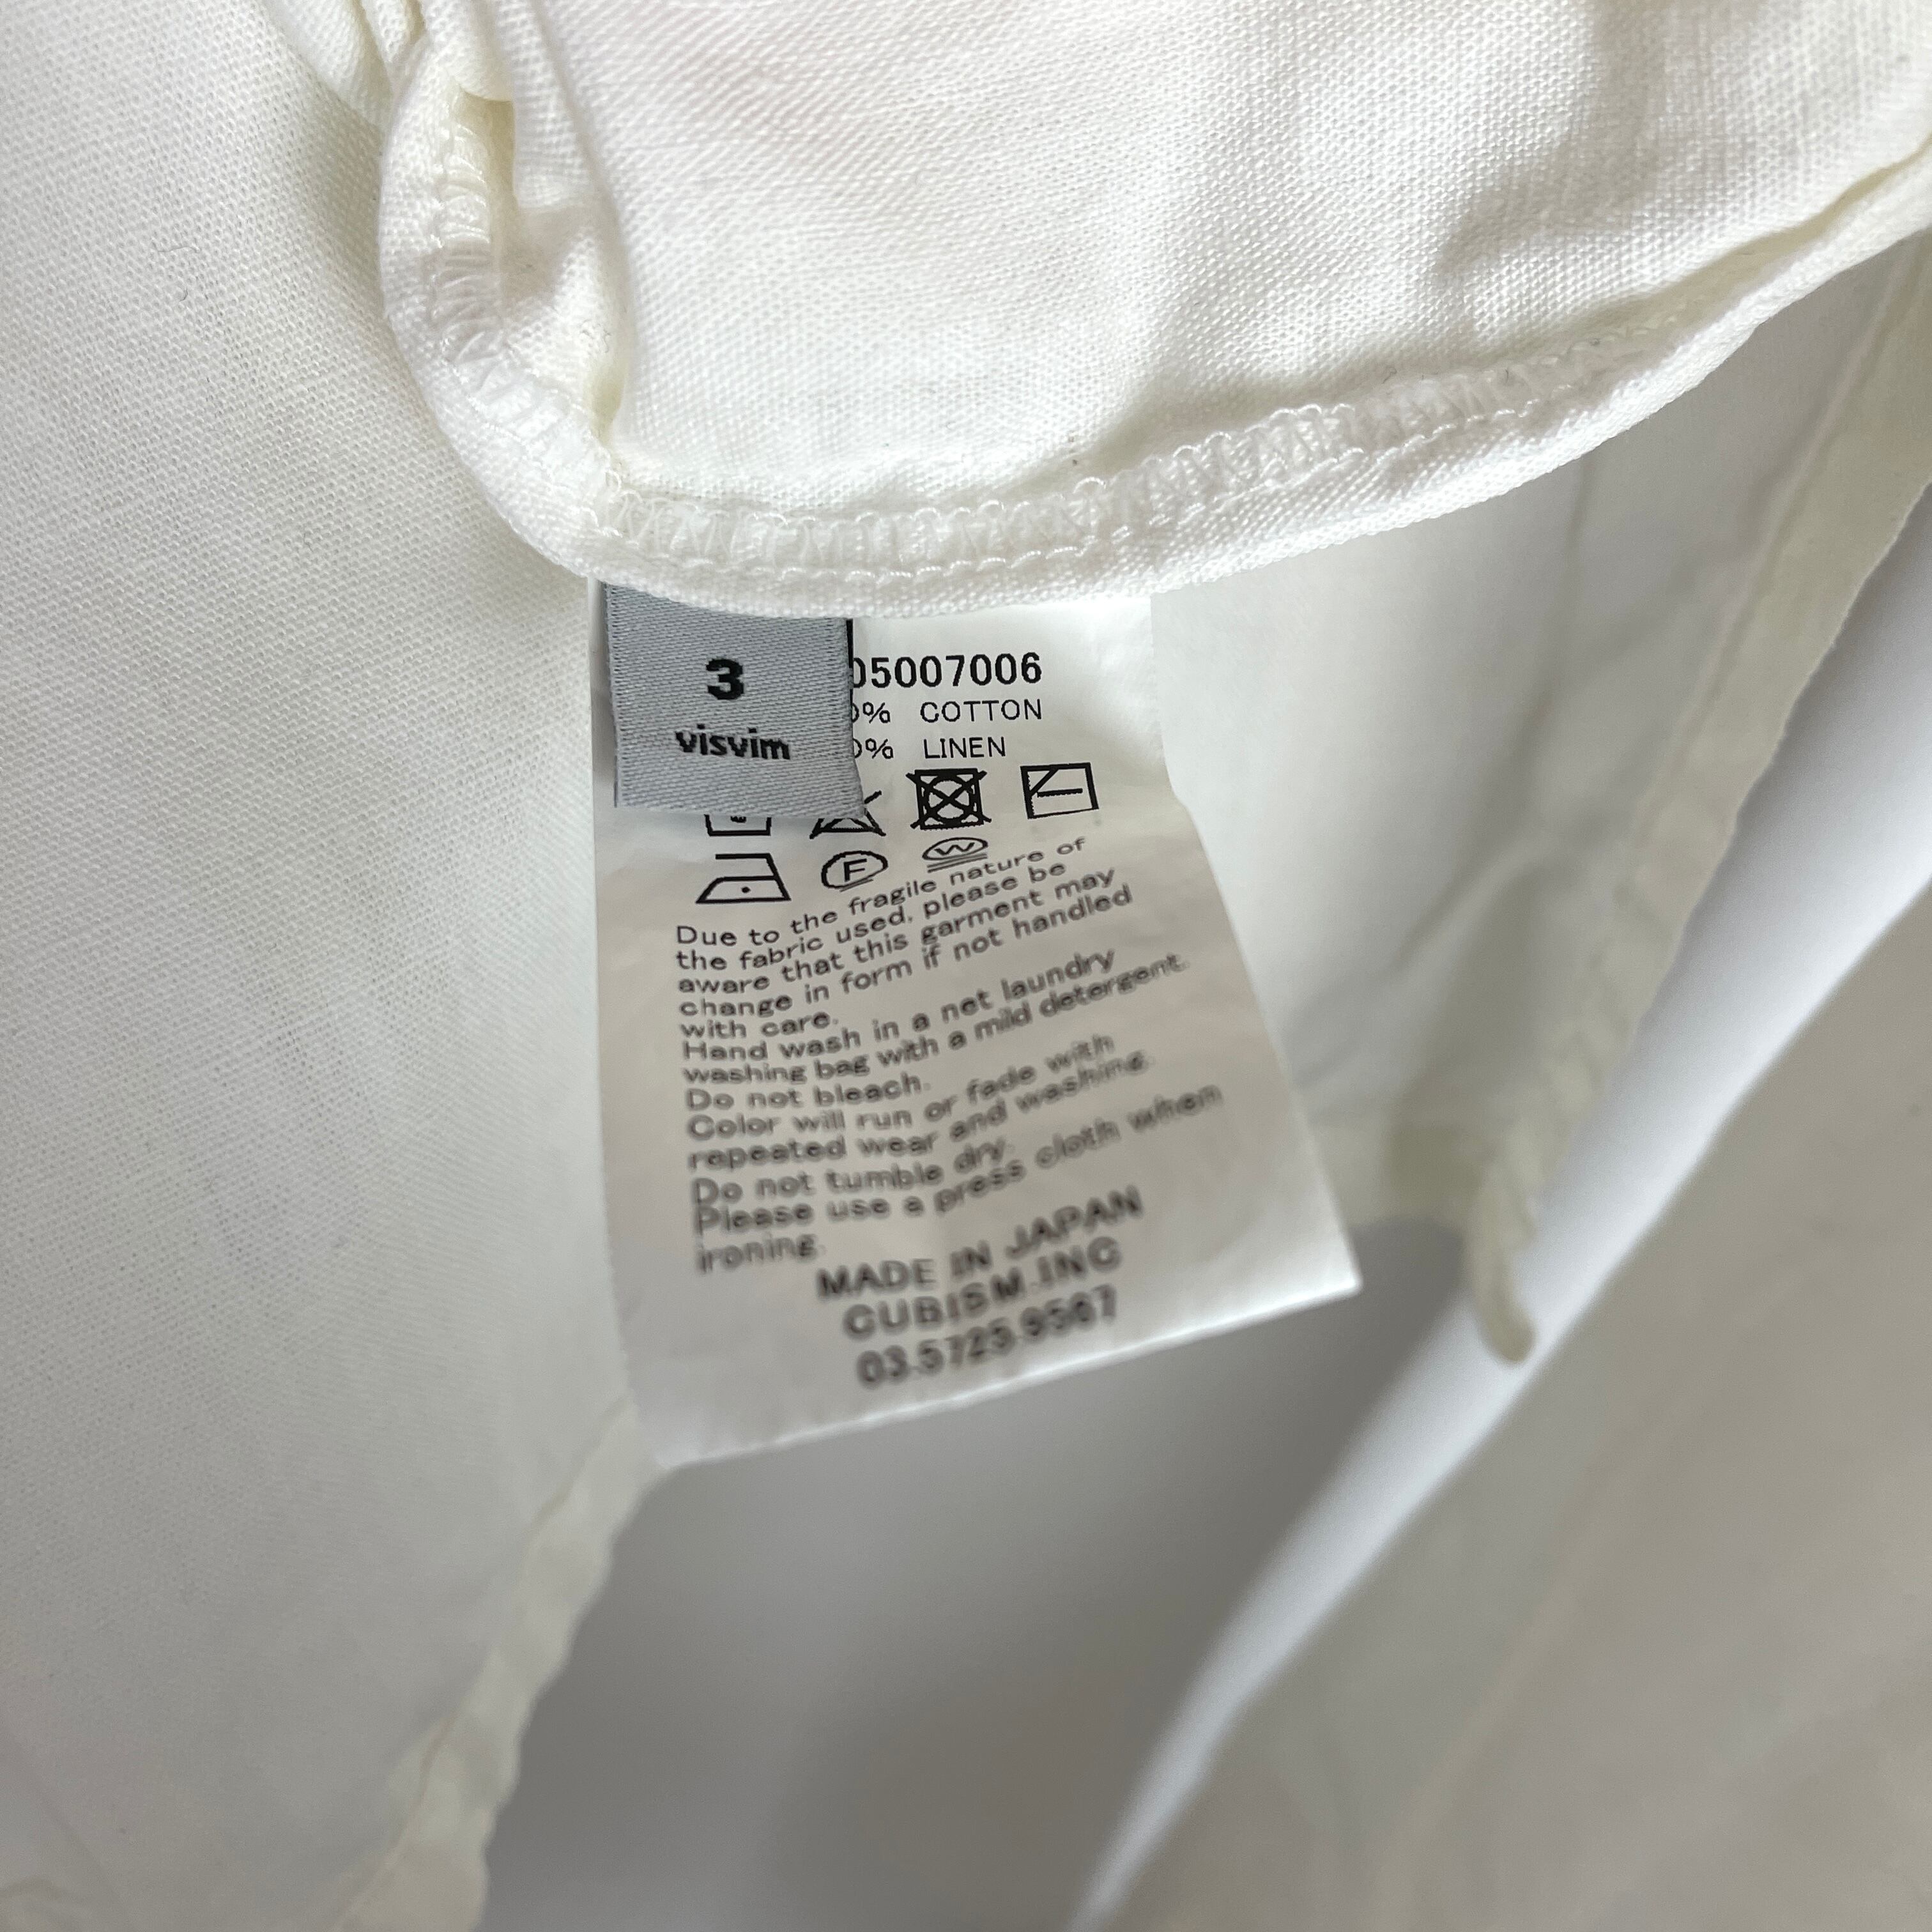 3
visvim
05007006
0% COTTON
0% LINEN
F
W
Due to the fragile nature of
the fabric used, please be
aware that this garment may
change in form if not handled
with care.
Hand wash in a net laundry
washing bag with a mild detergent.
Do not bleach.
Color will run or fade with
repeated wear and washing.
Do not tumble dry.
Please use a press cloth when
ironing.
MADE IN JAPAN
CUBISM.INC
03.5725.9567